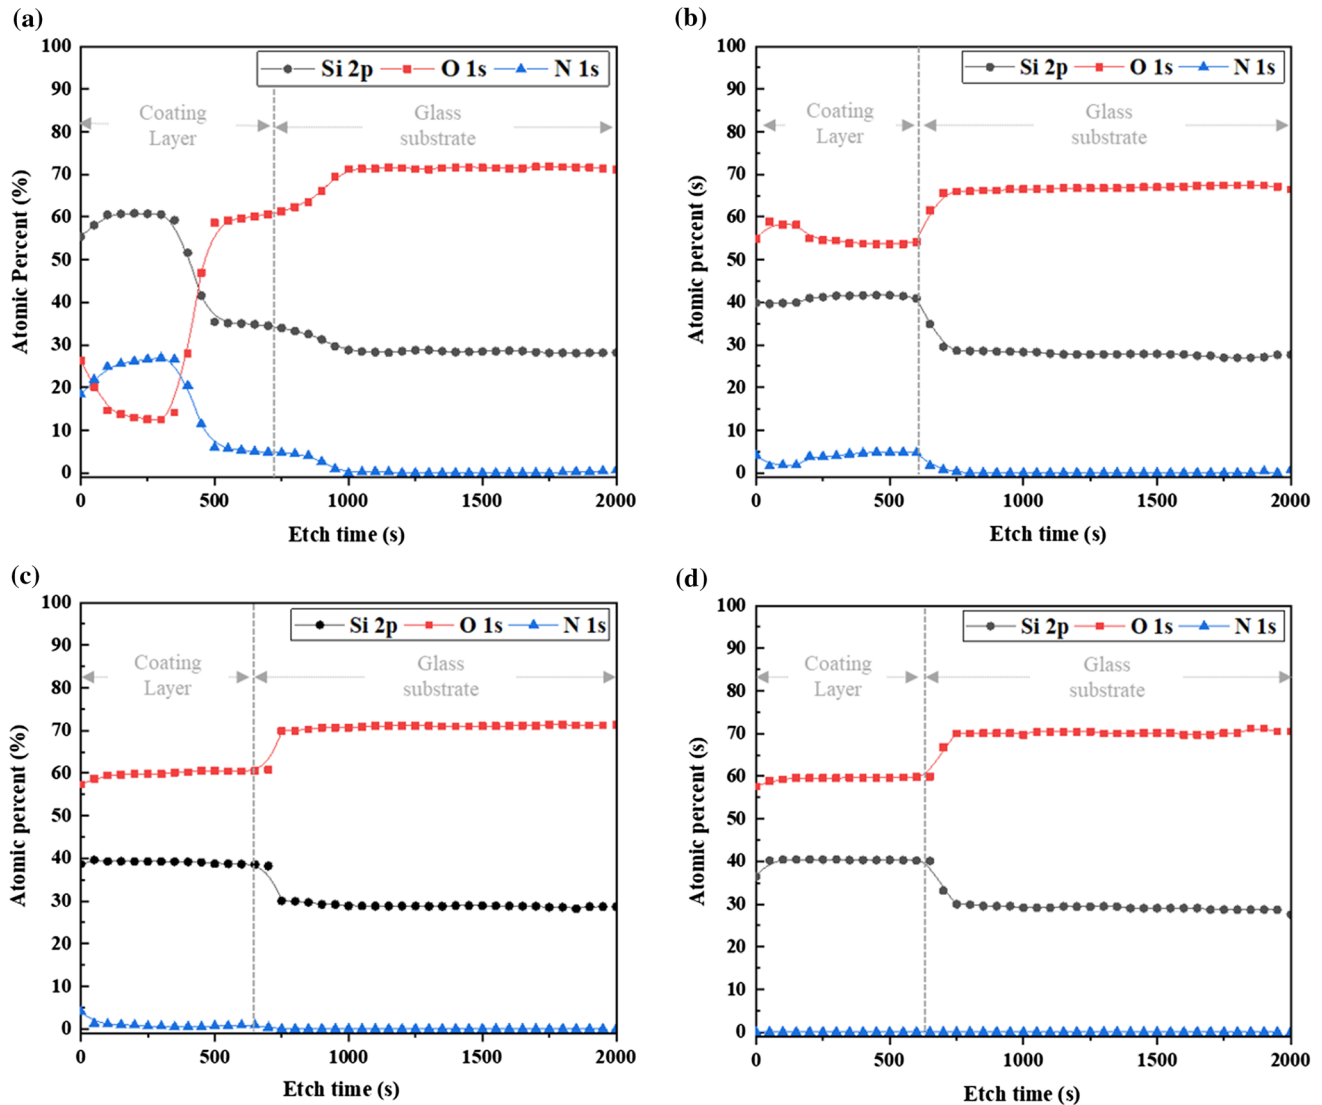 (a)
100
90
80
70
60
50
40
30
20
10
0
Atomic Percent (%)
Si 2p O 1s N 1s
Coating
Layer
Glass
substrate
0 500 1000 1500 2000
Etch time (s)
(b)
100
90
80
70
60
50
40
30
20
10
0
Atomic percent (s)
Si 2p O 1s N 1s
Coating
Layer
Glass
substrate
0 500 1000 1500 2000
Etch time (s)
(c)
100
90
80
70
60
50
40
30
20
10
0
Atomic percent (%)
Si 2p O 1s N 1s
Coating
Layer
Glass
substrate
0 500 1000 1500 2000
Etch time (s)
(d)
100
90
80
70
60
50
40
30
20
10
0
Atomic percent (s)
Si 2p O 1s N 1s
Coating
Layer
Glass
substrate
0 500 1000 1500 2000
Etch time (s)